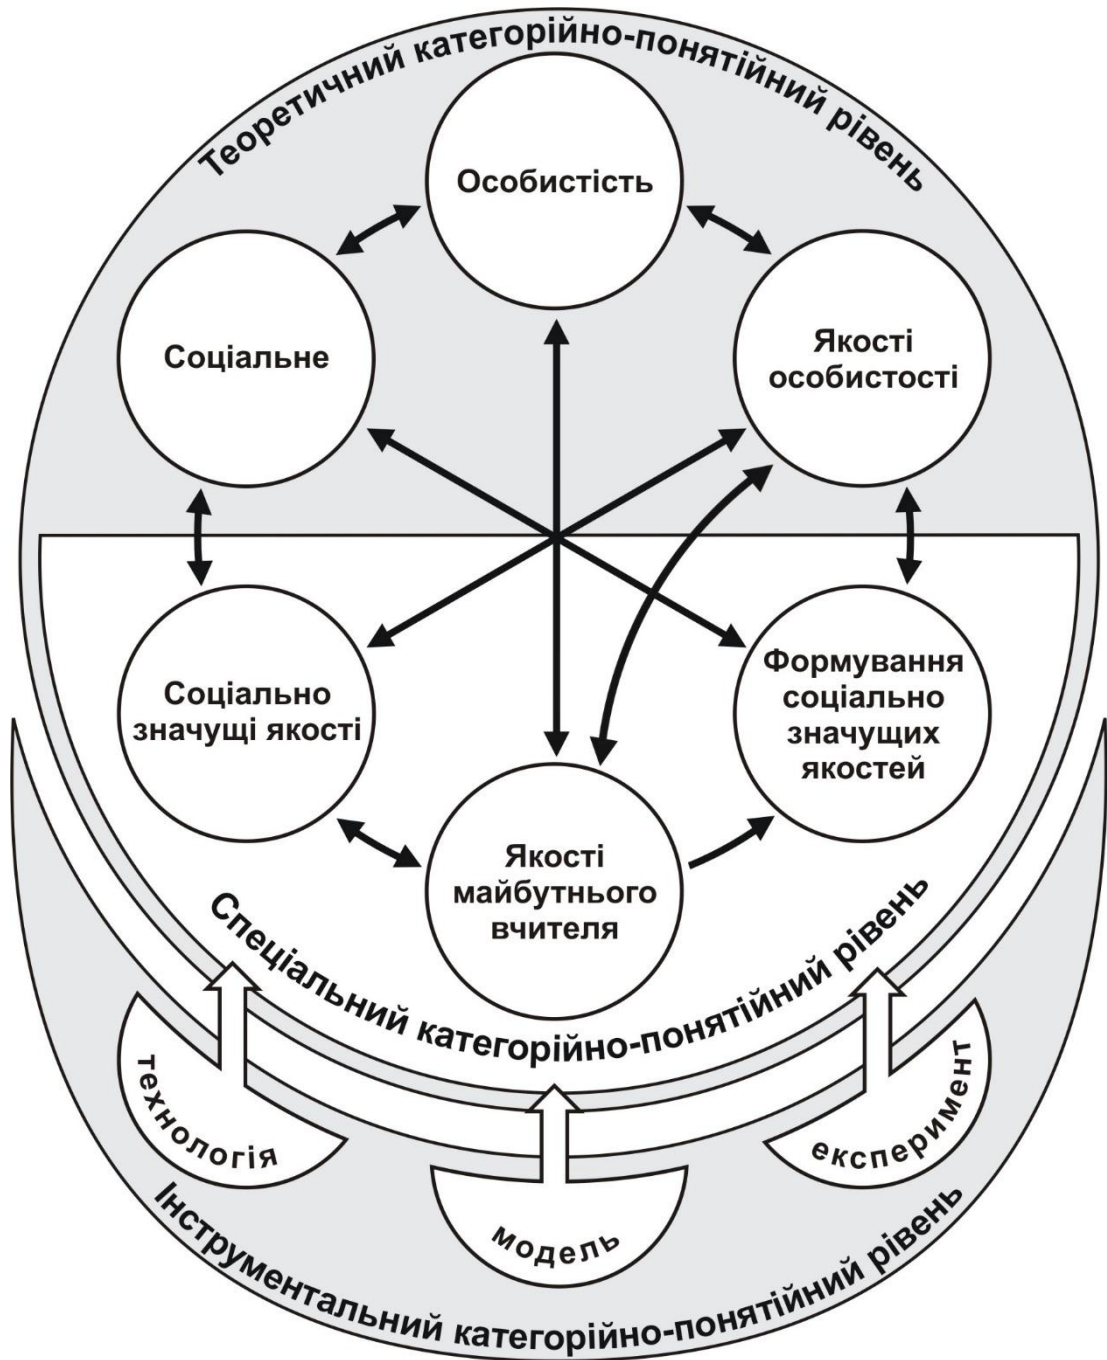 Теоретичний категорійно-понятійний рівень
Особистість
Соціальне
Якості
особистості
Соціально
значущі якості
Формування
соціально
значущих
якостей
Якості
майбутнього
вчителя
Спеціальний категорійно-понятійний рівень
технологія
модель
експеримент
Інструментальний категорійно-понятійний рівень